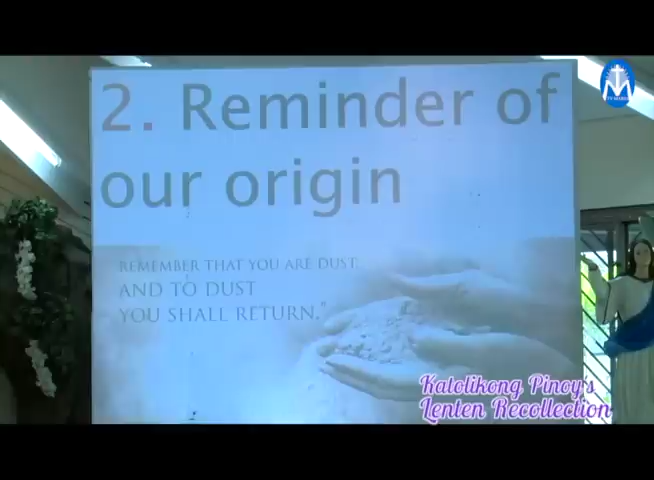 2. Reminder of
our origin
REMEMBER THAT YOU ARE DUST,
AND TO DUST
YOU SHALL RETURN."
Katolikong Pinoy's
Lenten Recollection